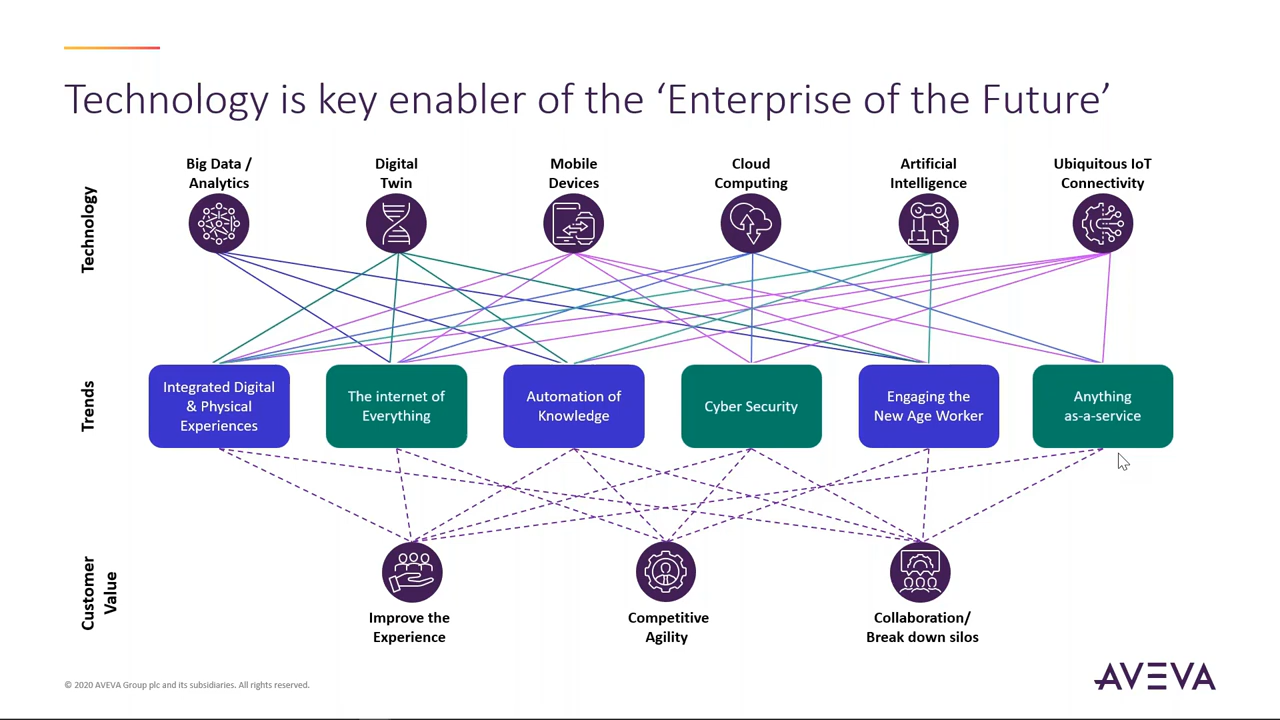 Technology is key enabler of the ‘Enterprise of the Future’
Technology
Big Data /
Analytics
Digital
Twin
Mobile
Devices
Cloud
Computing
Artificial
Intelligence
Ubiquitous IoT
Connectivity
Trends
Integrated Digital
& Physical
Experiences
The internet of
Everything
Automation of
Knowledge
Cyber Security
Engaging the
New Age Worker
Anything
as-a-service
Customer
Value
Improve the
Experience
Competitive
Agility
Collaboration/
Break down silos
© 2020 AVEVA Group plc and its subsidiaries. All rights reserved.
AVEVA